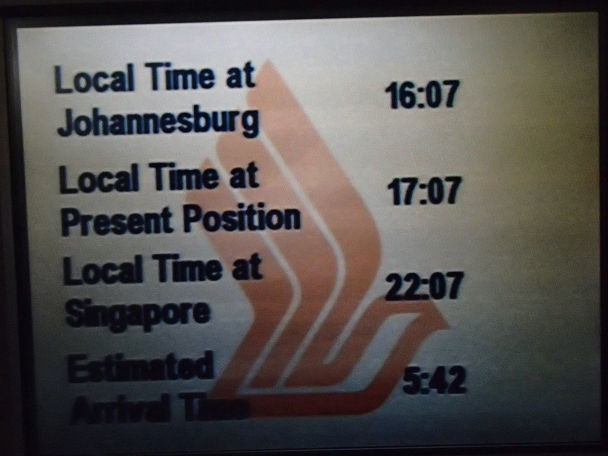 Local Time at
Johannesburg 16:07
Local Time at
Present Position 17:07
Local Time at
Singapore 22:07
Estimated
Arrival Time 5:42